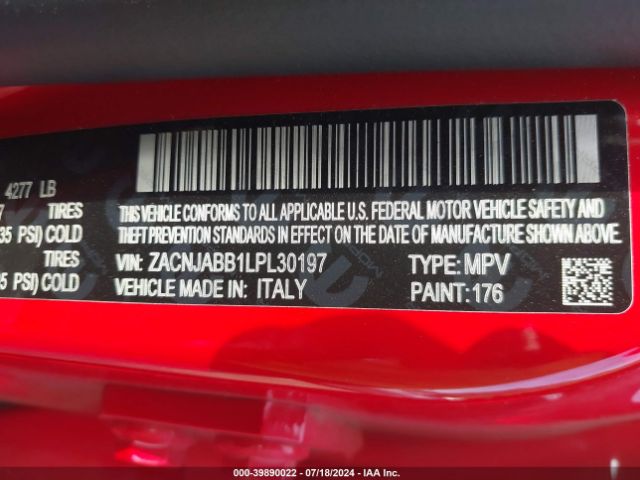 4277 LB
TIRES
35 PSI) COLD
TIRES
5 PSI) COLD
THIS VEHICLE CONFORMS TO ALL APPLICABLE U.S. FEDERAL MOTOR VEHICLE SAFETY AND
THEFT PREVENTION STANDARDS IN EFFECT ON THE DATE OF MANUFACTURE SHOWN ABOVE.
VIN: ZACNJABB1LPL30197 TYPE: MPV
VEHICLE MADE IN: ITALY PAINT: 176
000-39890022 - 07/18/2024 - IAA Inc.